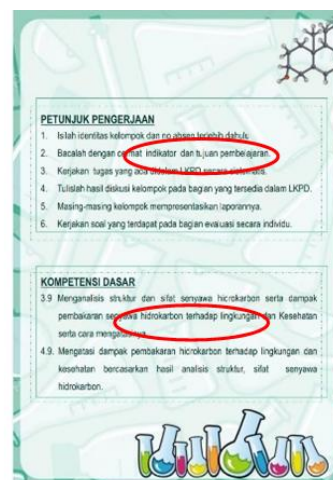 PETUNJUK PENGERJAAN
1. Isilah identitas kelompok dan no absen terlebih dahulu
2. Bacalah dengan cermat indikator dan tujuan pembelajaran.
3. Kerjakan tugas yang ada didalam LKPD secara sistematis.
4. Tulislah hasil diskusi kelompok pada bagian yang tersedia dalam LKPD.
5. Masing-masing kelompok mempresentasikan laporannya.
6. Kerjakan soal yang terdapat pada bagian evaluasi secara individu.
KOMPETENSI DASAR
3.9 Menganalisis struktur dan sifat senyawa hidrokarbon serta dampak
pembakaran senyawa hidrokarbon terhadap lingkungan dan Kesehatan
serta cara mengatasinya.
4.9. Mengatasi dampak pembakaran hidrokarbon terhadap lingkungan dan
kesehatan berdasarkan hasil analisis struktur, sifat senyawa
hidrokarbon.